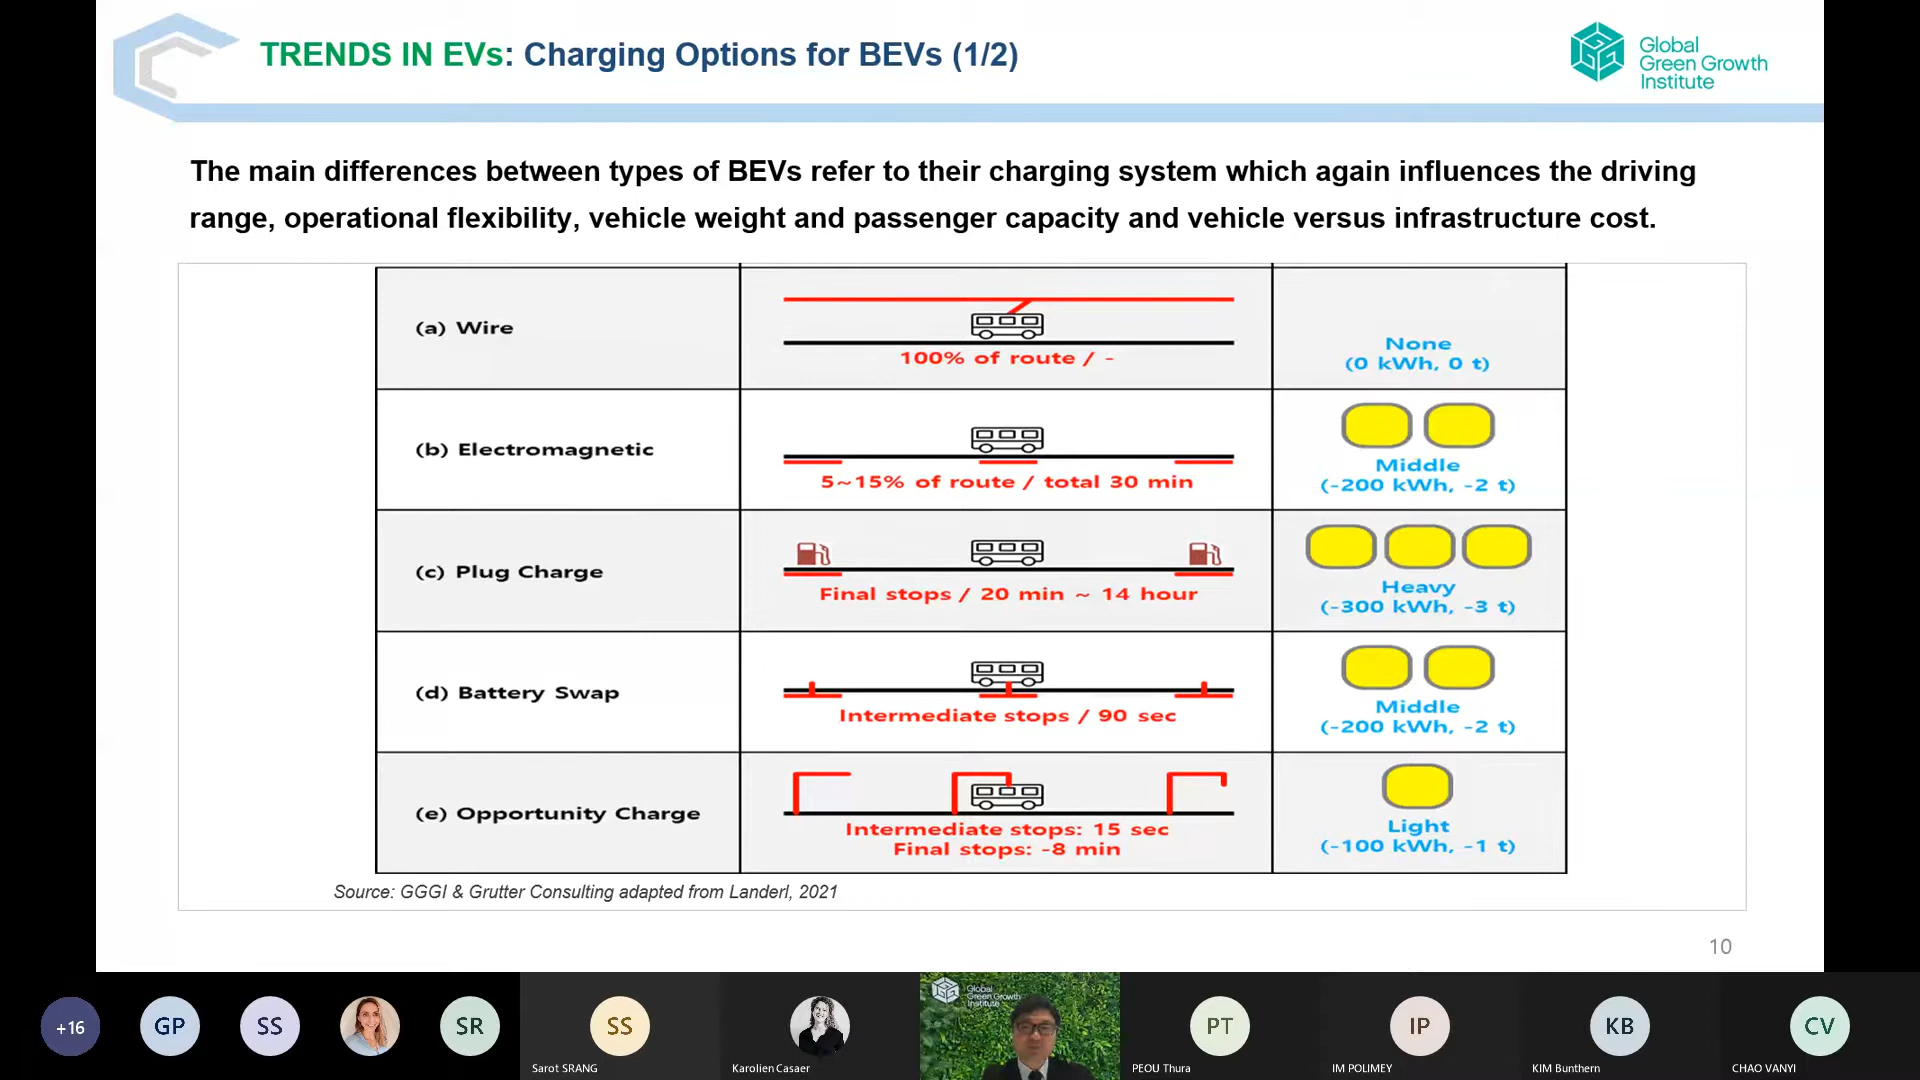 TRENDS IN EVs: Charging Options for BEVs (1/2)
Global
Green Growth
Institute
The main differences between types of BEVs refer to their charging system which again influences the driving
range, operational flexibility, vehicle weight and passenger capacity and vehicle versus infrastructure cost.
(a) Wire
100% of route / -
None
(0 kWh, 0 t)
(b) Electromagnetic
5~15% of route / total 30 min
Middle
(-200 kWh, -2 t)
(c) Plug Charge
Final stops / 20 min ~ 14 hour
Heavy
(-300 kWh, -3 t)
(d) Battery Swap
Intermediate stops / 90 sec
Middle
(-200 kWh, -2 t)
(e) Opportunity Charge
Intermediate stops: 15 sec
Final stops: -8 min
Light
(-100 kWh, -1 t)
Source: GGGI & Grutter Consulting adapted from Landerl, 2021
10
+16
GP
SS
SR
SS
Sarot SRANG
Karolien Casaer
Global
Green Growth
Institute
PT
PEOU Thura
IP
IM POLIMEY
KB
KIM Bunthern
CV
CHAO VANYI